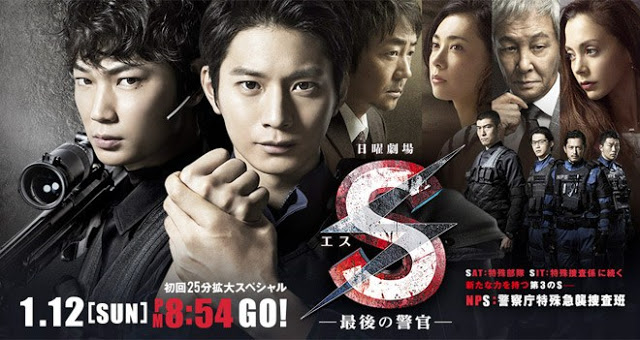 日曜劇場
S
エス
―最後の警官―
初回25分拡大スペシャル
1.12[SUN] PM 8:54 GO!
SAT:特殊部隊 SIT:特殊捜査係に続く
新たな力を持つ第3のS―
NPS:警察庁特殊急襲捜査班